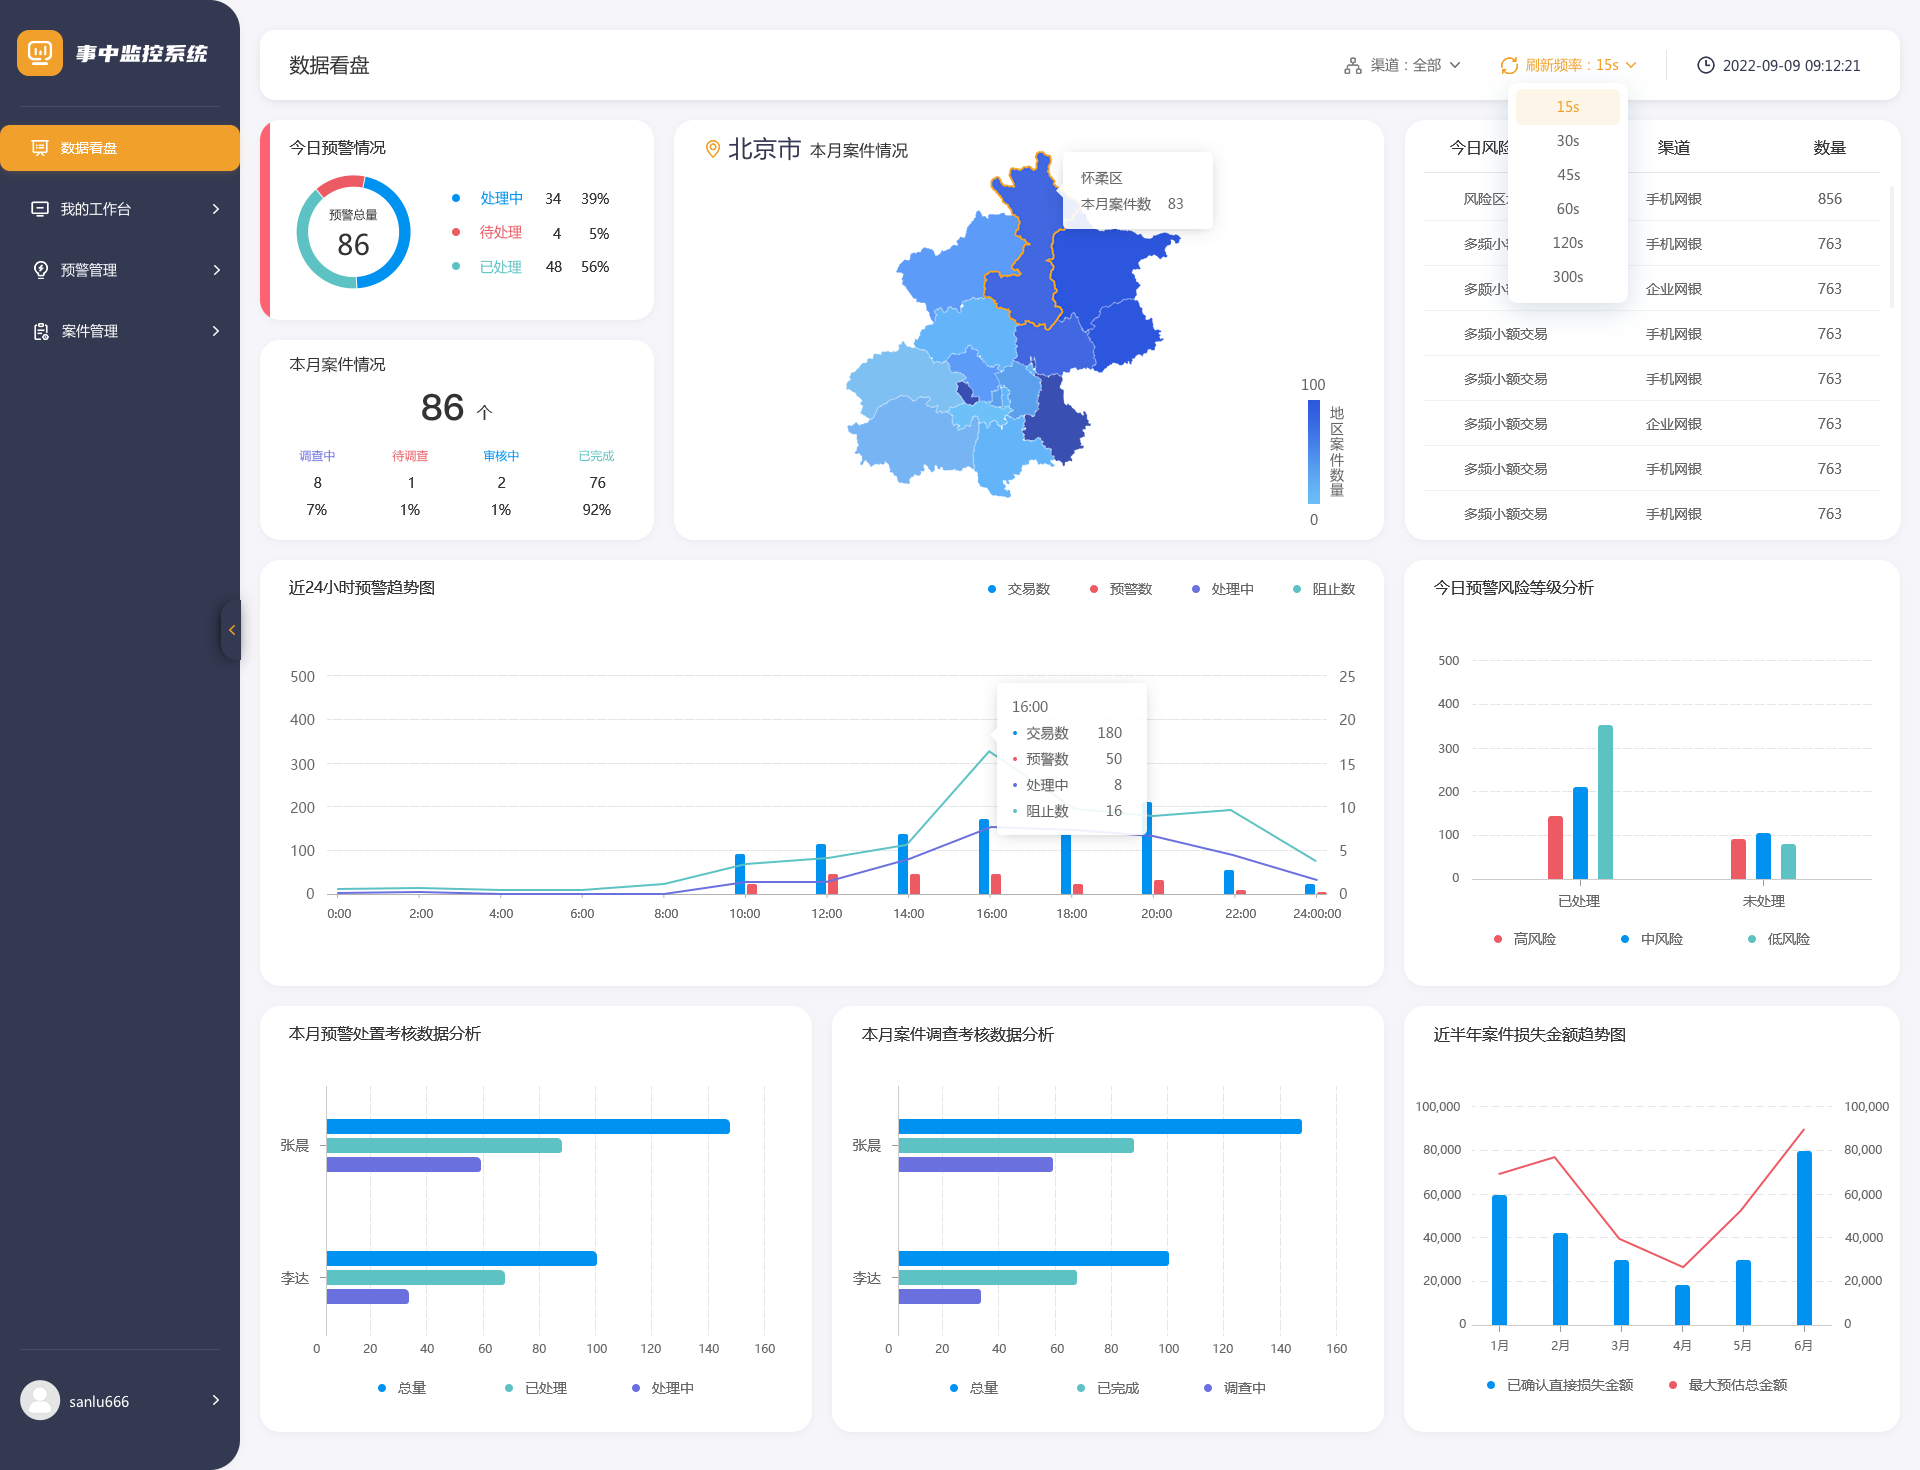 事中监控系统
数据看盘
我的工作台
预警管理
案件管理
sanlu666
数据看盘
渠道：全部
刷新频率：15s
2022-09-09 09:12:21
15s
30s
45s
60s
120s
300s
今日预警情况
预警总量
86
处理中 34 39%
待处理 4 5%
已处理 48 56%
本月案件情况
86 个
调查中 待调查 审核中 已完成
8 1 2 76
7% 1% 1% 92%
北京市 本月案件情况
怀柔区
本月案件数 83
100
地区案件数量
0
今日风险 渠道 数量
风险区 手机网银 856
多频小 手机网银 763
多频小 企业网银 763
多频小额交易 手机网银 763
多频小额交易 手机网银 763
多频小额交易 企业网银 763
多频小额交易 手机网银 763
多频小额交易 手机网银 763
近24小时预警趋势图
交易数 预警数 处理中 阻止数
500 25
400 20
300 15
200 10
100 5
0 0
0:00 2:00 4:00 6:00 8:00 10:00 12:00 14:00 16:00 18:00 20:00 22:00 24:00:00
16:00
交易数 180
预警数 50
处理中 8
阻止数 16
今日预警风险等级分析
500
400
300
200
100
0
已处理 未处理
高风险 中风险 低风险
本月预警处置考核数据分析
张晨
李达
0 20 40 60 80 100 120 140 160
总量 已处理 处理中
本月案件调查考核数据分析
张晨
李达
0 20 40 60 80 100 120 140 160
总量 已完成 调查中
近半年案件损失金额趋势图
100,000 100,000
80,000 80,000
60,000 60,000
40,000 40,000
20,000 20,000
0 0
1月 2月 3月 4月 5月 6月
已确认直接损失金额 最大预估总金额